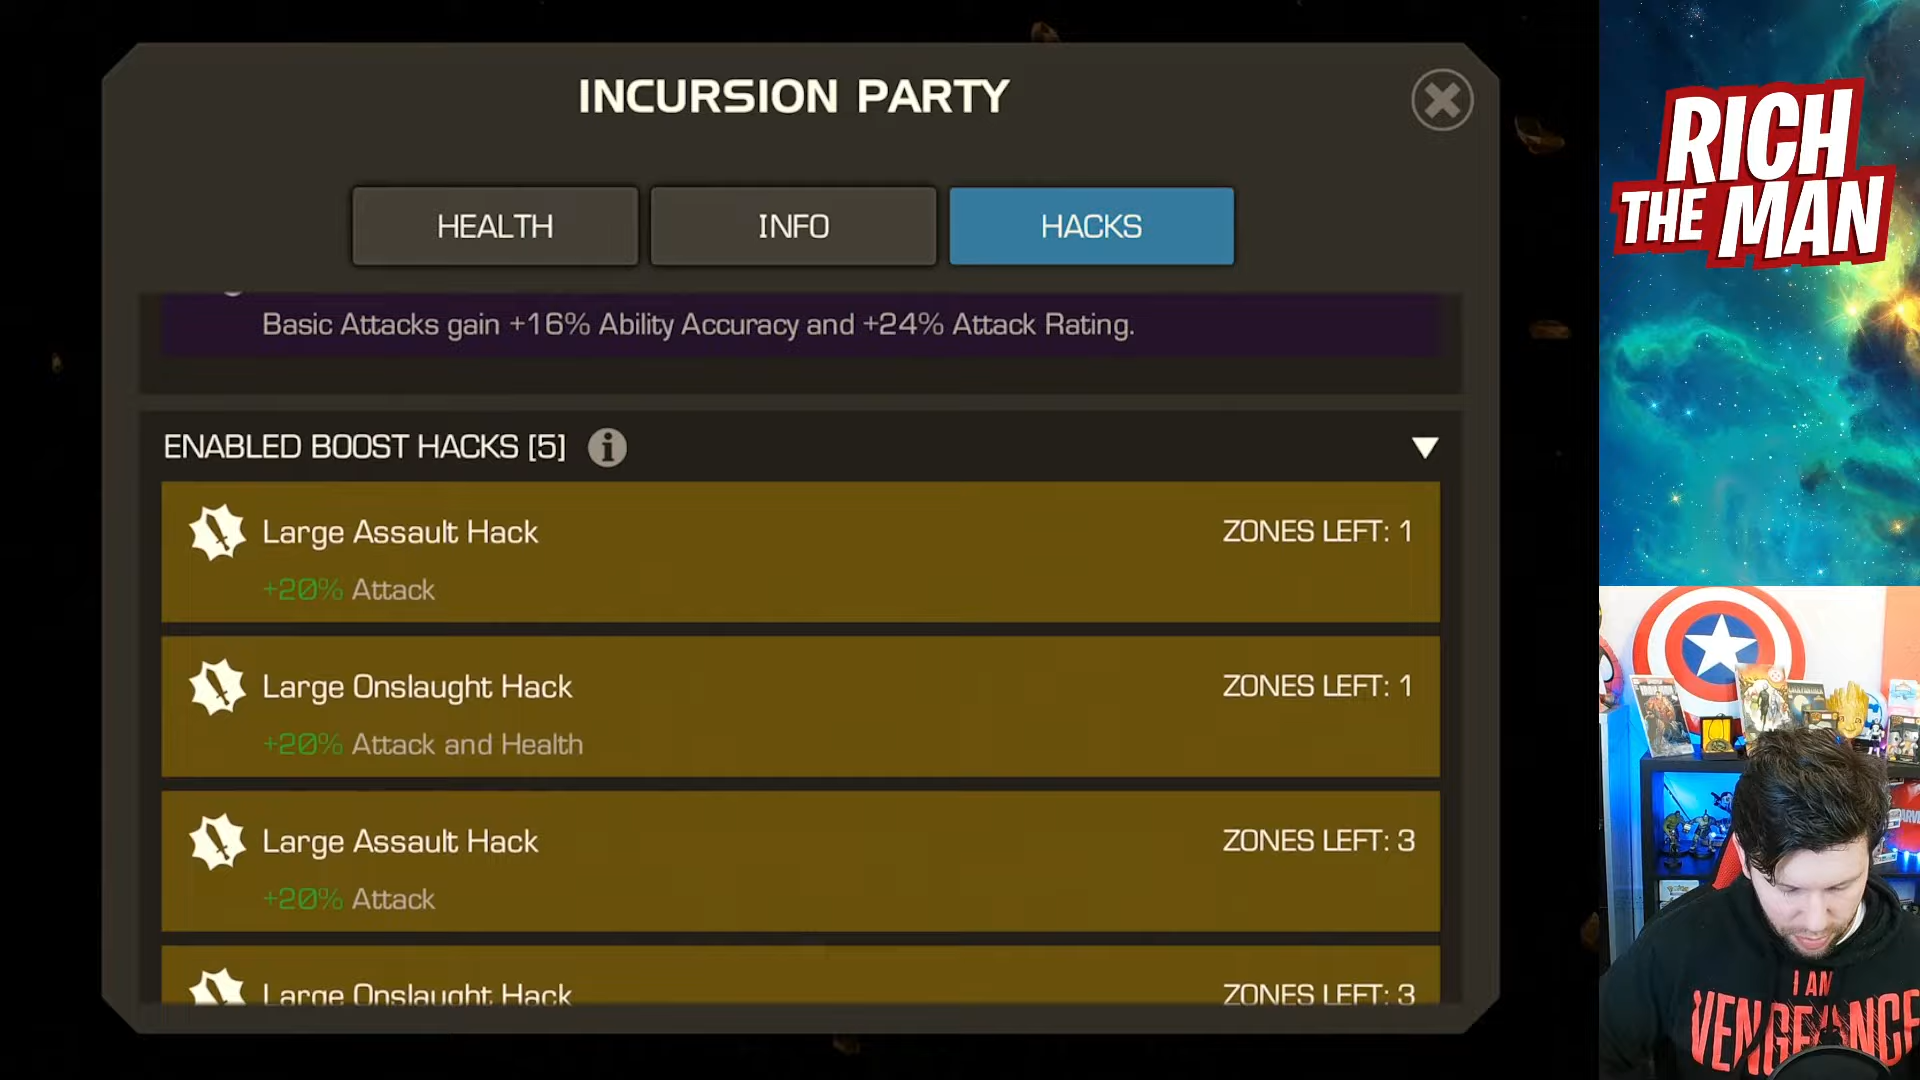 INCURSION PARTY
HEALTH
INFO
HACKS
Basic Attacks gain +16% Ability Accuracy and +24% Attack Rating.
ENABLED BOOST HACKS [5]
Large Assault Hack
ZONES LEFT: 1
+20% Attack
Large Onslaught Hack
ZONES LEFT: 1
+20% Attack and Health
Large Assault Hack
ZONES LEFT: 3
+20% Attack
Large Onslaught Hack
ZONES LEFT: 3
RICH
THE MAN
I AM
VENGEANCE